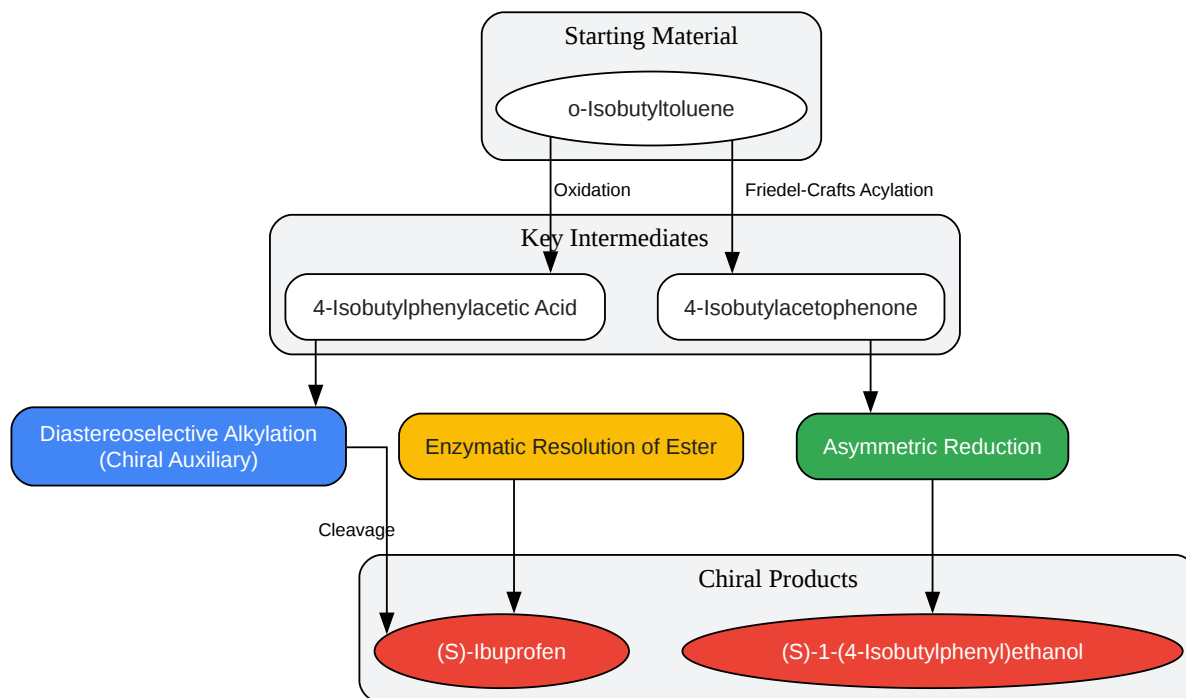 Starting Material
o-Isobutyltoluene
Oxidation
Friedel-Crafts Acylation
Key Intermediates
4-Isobutylphenylacetic Acid
4-Isobutylacetophenone
Diastereoselective Alkylation
(Chiral Auxiliary)
Enzymatic Resolution of Ester
Asymmetric Reduction
Cleavage
Chiral Products
(S)-Ibuprofen
(S)-1-(4-Isobutylphenyl)ethanol